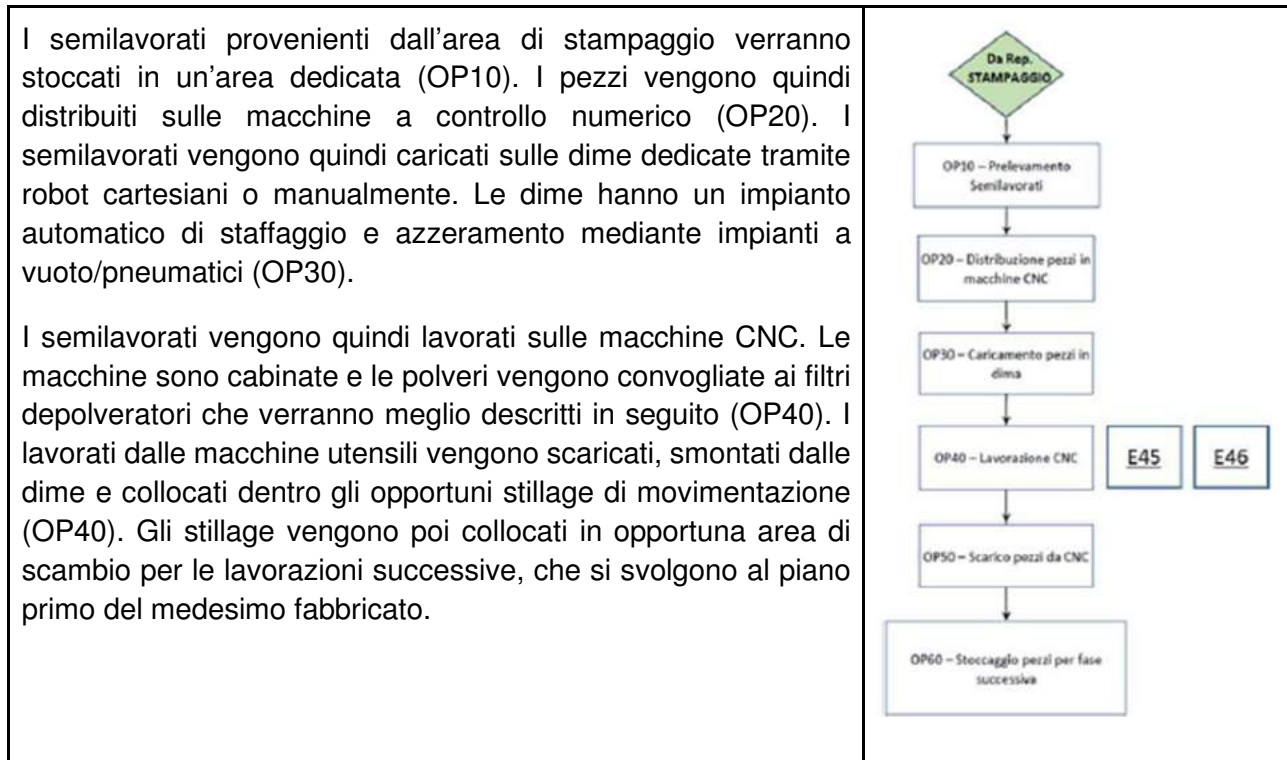 I semilavorati provenienti dall'area di stampaggio verranno
stoccati in un'area dedicata (OP10). I pezzi vengono quindi
distribuiti sulle macchine a controllo numerico (OP20). I
semilavorati vengono quindi caricati sulle dime dedicate tramite
robot cartesiani o manualmente. Le dime hanno un impianto
automatico di staffaggio e azzeramento mediante impianti a
vuoto/pneumatici (OP30).
I semilavorati vengono quindi lavorati sulle macchine CNC. Le
macchine sono cabinate e le polveri vengono convogliate ai filtri
depolveratori che verranno meglio descritti in seguito (OP40). I
lavorati dalle macchine utensili vengono scaricati, smontati dalle
dime e collocati dentro gli opportuni stillage di movimentazione
(OP40). Gli stillage vengono poi collocati in opportuna area di
scambio per le lavorazioni successive, che si svolgono al piano
primo del medesimo fabbricato.
Da Rep.
STAMPAGGIO
OP10 – Prelevamento
Semilavorati
OP20 – Distribuzione pezzi in
macchine CNC
OP30 – Caricamento pezzi in
dima
OP40 – Lavorazione CNC
E45
E46
OP50 – Scarico pezzi da CNC
OP60 – Stoccaggio pezzi per fase
successiva